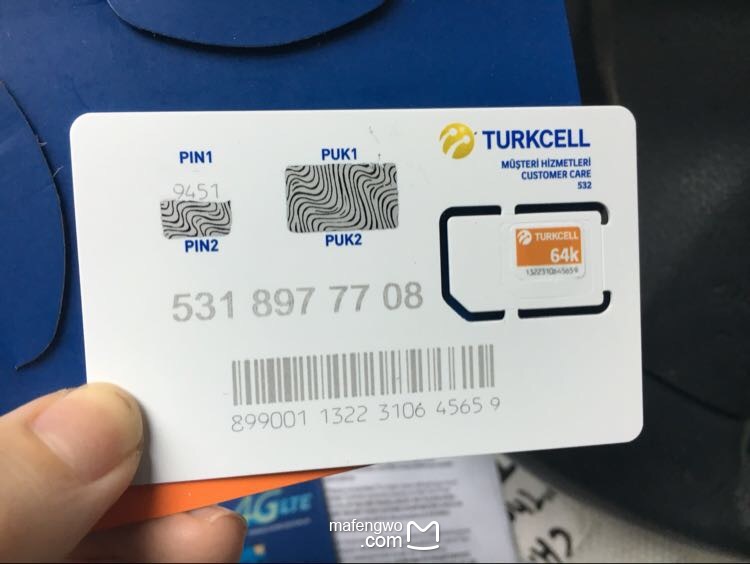 PIN1
9451
PIN2
PUK1
PUK2
TURKCELL
MÜŞTERİ HİZMETLERİ
CUSTOMER CARE
532
TURKCELL
64k
1322310645659
531 897 77 08
899001 1322 3106 4565 9
4G LTE
mafengwo
.com